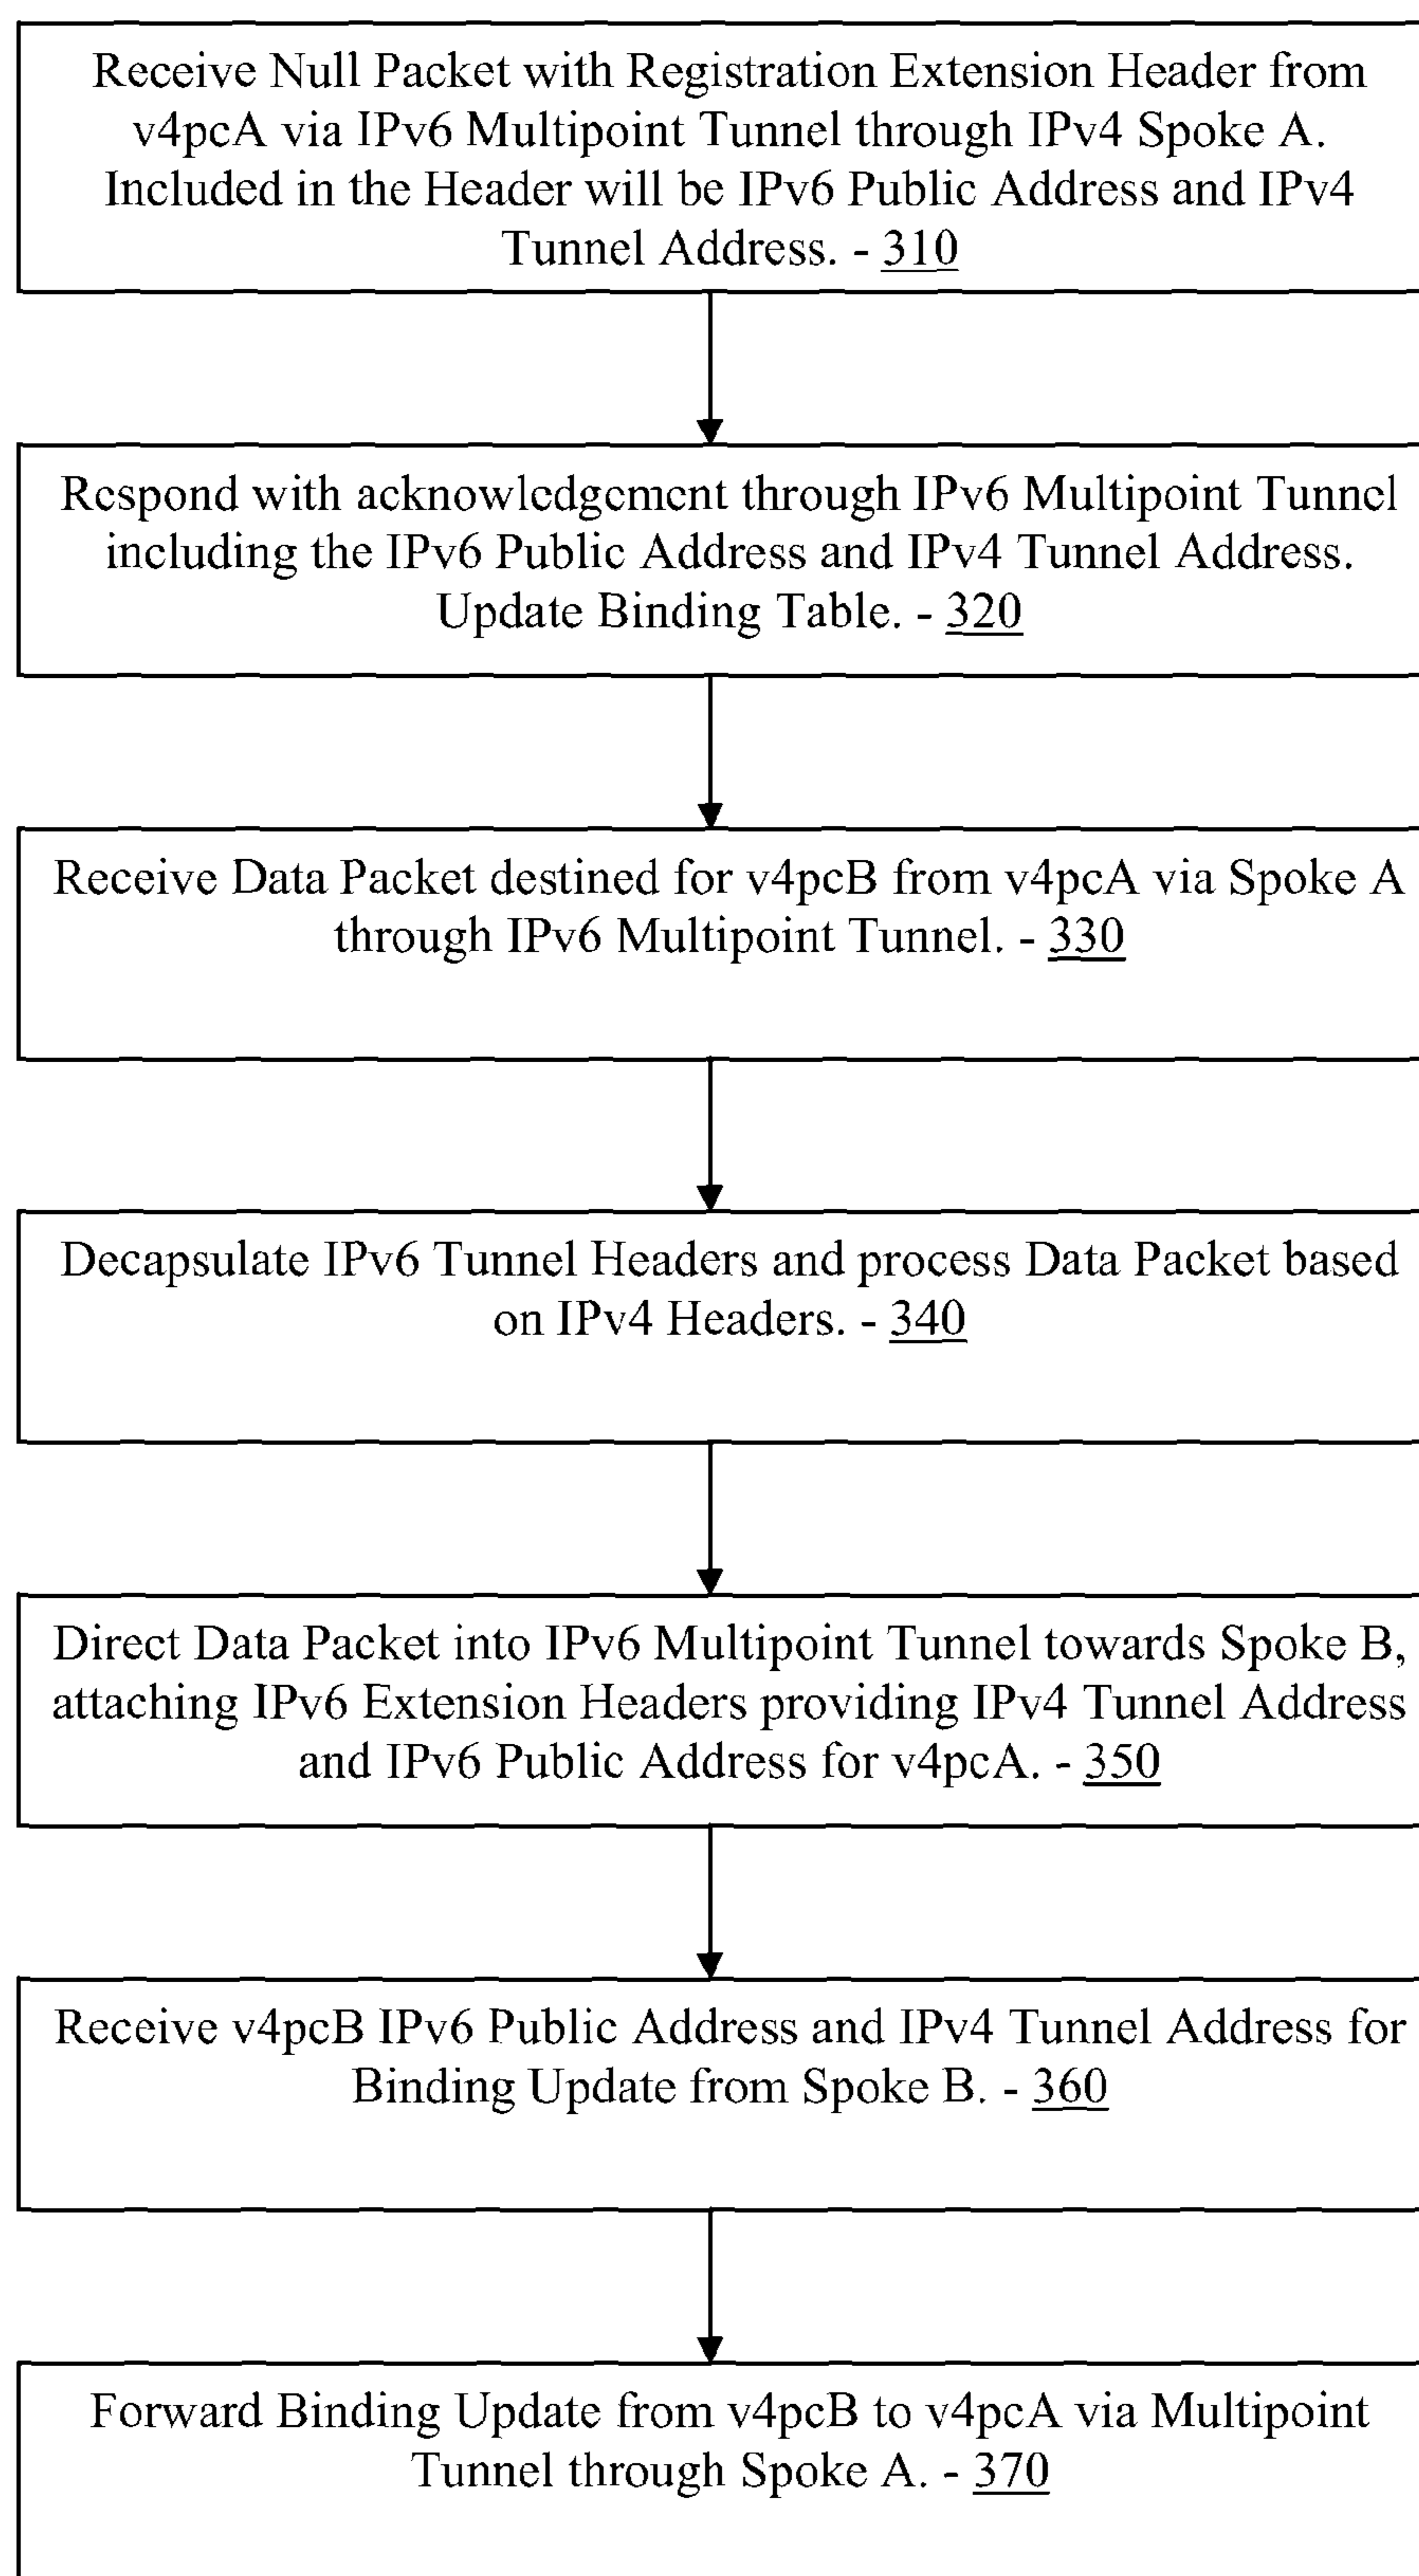 Receive Null Packet with Registration Extension Header from
v4pcA via IPv6 Multipoint Tunnel through IPv4 Spoke A.
Included in the Header will be IPv6 Public Address and IPv4
Tunnel Address. - 310
Respond with acknowledgement through IPv6 Multipoint Tunnel
including the IPv6 Public Address and IPv4 Tunnel Address.
Update Binding Table. - 320
Receive Data Packet destined for v4pcB from v4pcA via Spoke A
through IPv6 Multipoint Tunnel. - 330
Decapsulate IPv6 Tunnel Headers and process Data Packet based
on IPv4 Headers. - 340
Direct Data Packet into IPv6 Multipoint Tunnel towards Spoke B,
attaching IPv6 Extension Headers providing IPv4 Tunnel Address
and IPv6 Public Address for v4pcA. - 350
Receive v4pcB IPv6 Public Address and IPv4 Tunnel Address for
Binding Update from Spoke B. - 360
Forward Binding Update from v4pcB to v4pcA via Multipoint
Tunnel through Spoke A. - 370